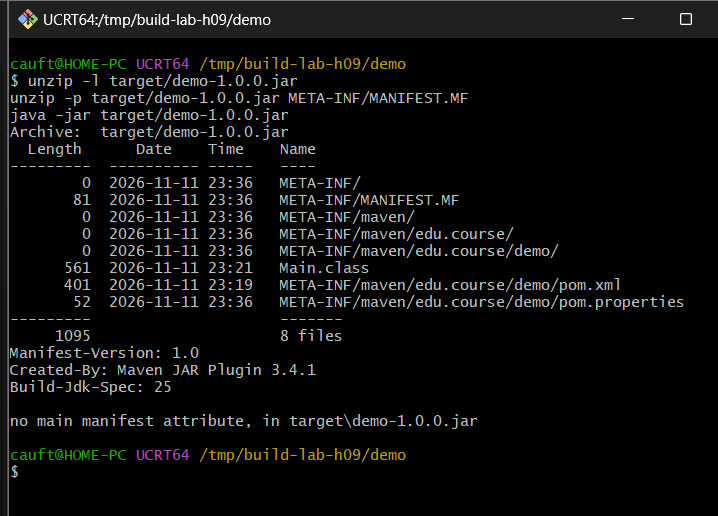 UCRT64:/tmp/build-lab-h09/demo
cauft@HOME-PC UCRT64 /tmp/build-lab-h09/demo
$ unzip -l target/demo-1.0.0.jar
unzip -p target/demo-1.0.0.jar META-INF/MANIFEST.MF
java -jar target/demo-1.0.0.jar
Archive:  target/demo-1.0.0.jar
  Length      Date    Time    Name
---------  ---------- -----   ----
        0  2026-11-11 23:36   META-INF/
       81  2026-11-11 23:36   META-INF/MANIFEST.MF
        0  2026-11-11 23:36   META-INF/maven/
        0  2026-11-11 23:36   META-INF/maven/edu.course/
        0  2026-11-11 23:36   META-INF/maven/edu.course/demo/
      561  2026-11-11 23:21   Main.class
      401  2026-11-11 23:19   META-INF/maven/edu.course/demo/pom.xml
       52  2026-11-11 23:36   META-INF/maven/edu.course/demo/pom.properties
---------                     -------
     1095                     8 files
Manifest-Version: 1.0
Created-By: Maven JAR Plugin 3.4.1
Build-Jdk-Spec: 25
no main manifest attribute, in target\demo-1.0.0.jar
cauft@HOME-PC UCRT64 /tmp/build-lab-h09/demo
$